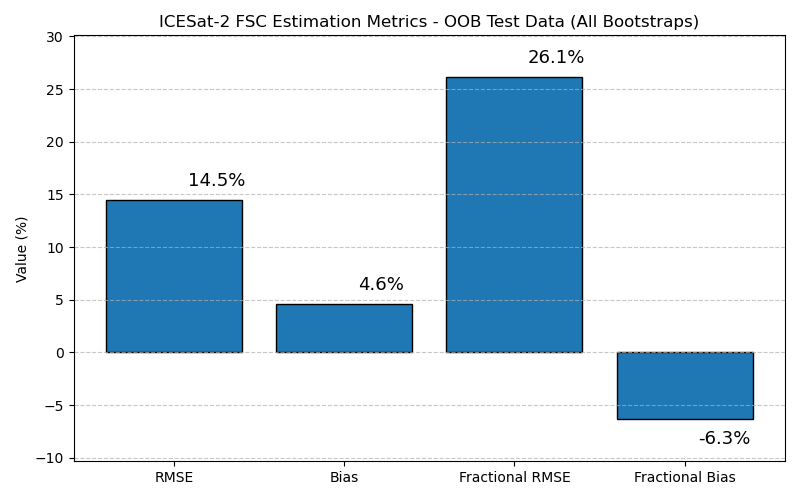 ICESat-2 FSC Estimation Metrics - OOB Test Data (All Bootstraps)
Value (%)
30
25
20
15
10
5
0
−5
−10
14.5%
4.6%
26.1%
-6.3%
RMSE
Bias
Fractional RMSE
Fractional Bias